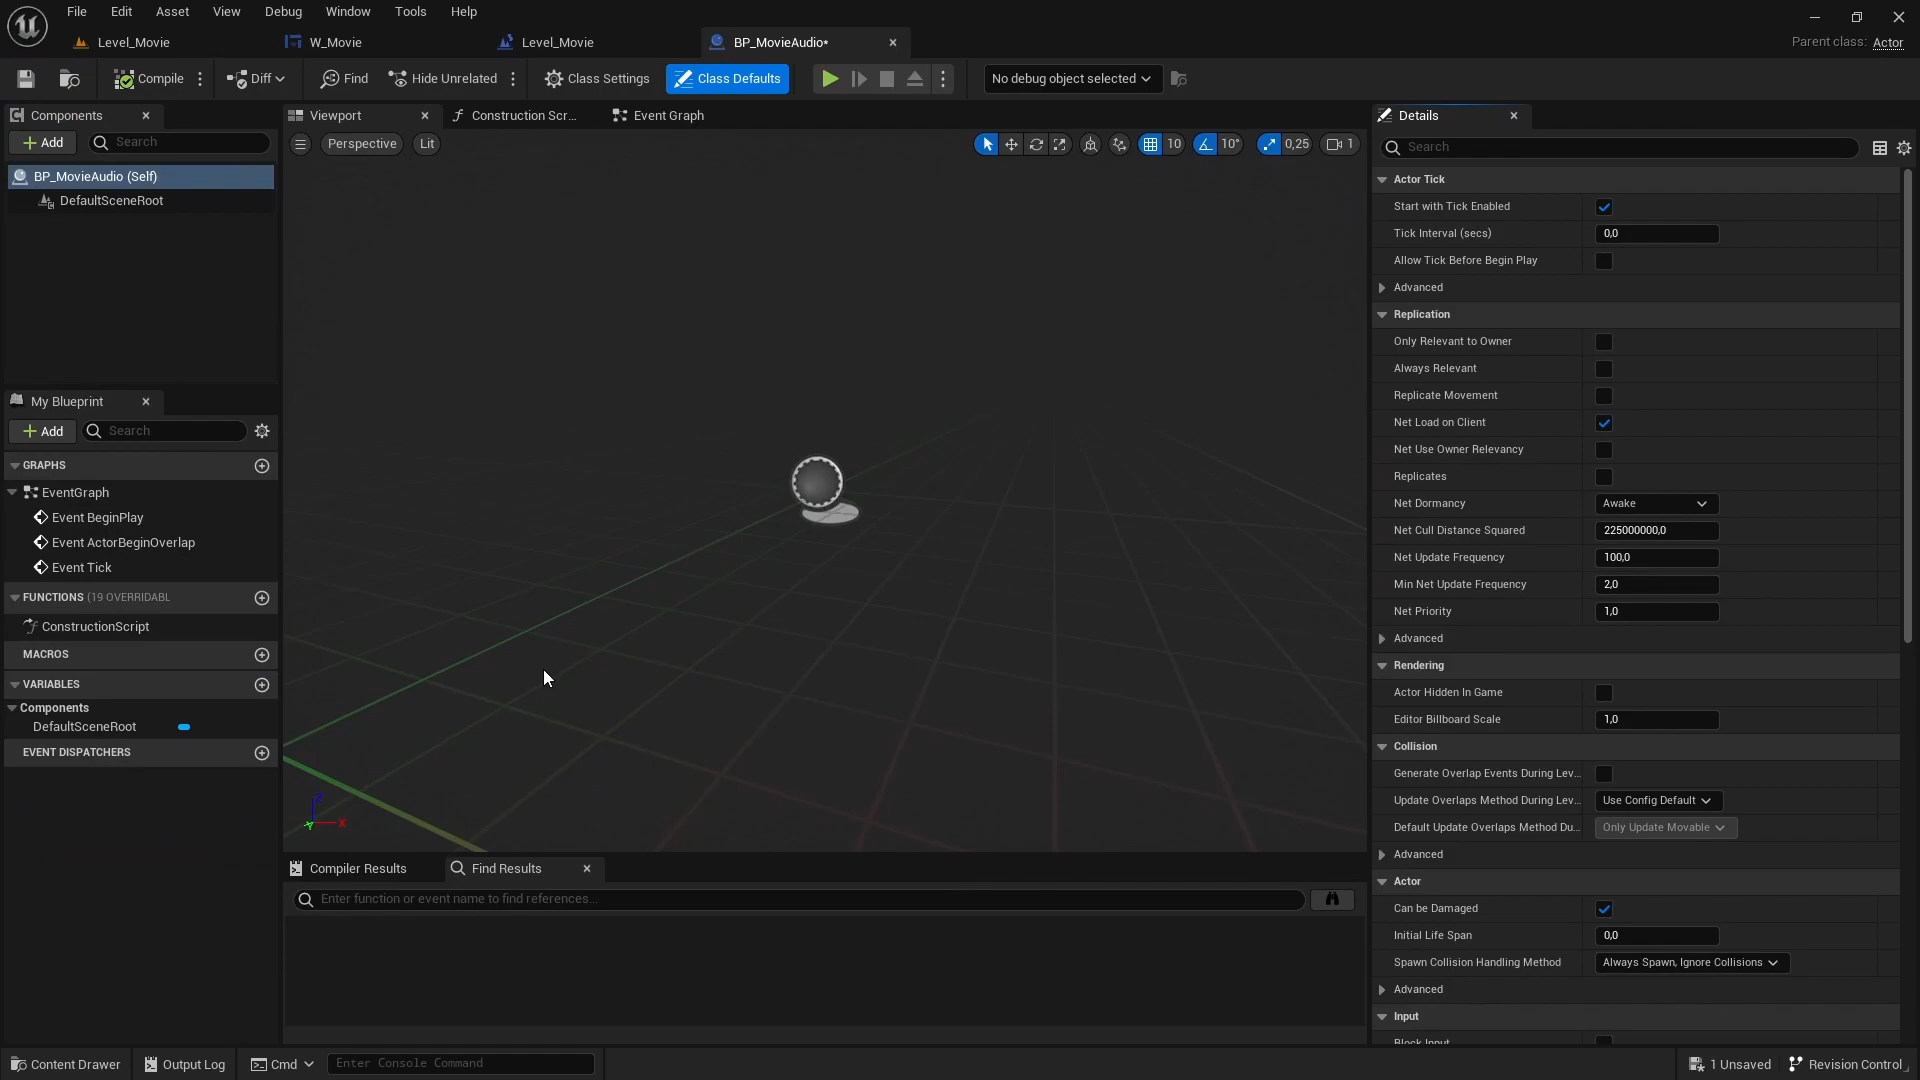 File Edit Asset View Debug Window Tools Help
Level_Movie W_Movie Level_Movie BP_MovieAudio* Parent class: Actor
Compile Diff Find Hide Unrelated Class Settings Class Defaults No debug object selected
Components
Add Search
BP_MovieAudio (Self)
DefaultSceneRoot
My Blueprint
Add Search
GRAPHS
EventGraph
Event BeginPlay
Event ActorBeginOverlap
Event Tick
FUNCTIONS (19 OVERRIDABL
ConstructionScript
MACROS
VARIABLES
Components
DefaultSceneRoot
EVENT DISPATCHERS
Viewport Construction Scr... Event Graph
Perspective Lit 10 10° 0,25 1
X
Compiler Results Find Results
Enter function or event name to find references...
Details
Search
Actor Tick
Start with Tick Enabled
Tick Interval (secs) 0,0
Allow Tick Before Begin Play
Advanced
Replication
Only Relevant to Owner
Always Relevant
Replicate Movement
Net Load on Client
Net Use Owner Relevancy
Replicates
Net Dormancy Awake
Net Cull Distance Squared 225000000,0
Net Update Frequency 100,0
Min Net Update Frequency 2,0
Net Priority 1,0
Advanced
Rendering
Actor Hidden In Game
Editor Billboard Scale 1,0
Collision
Generate Overlap Events During Lev...
Update Overlaps Method During Lev... Use Config Default
Default Update Overlaps Method Du... Only Update Movable
Advanced
Actor
Can be Damaged
Initial Life Span 0,0
Spawn Collision Handling Method Always Spawn, Ignore Collisions
Advanced
Input
Block Input
Content Drawer Output Log Cmd Enter Console Command 1 Unsaved Revision Control